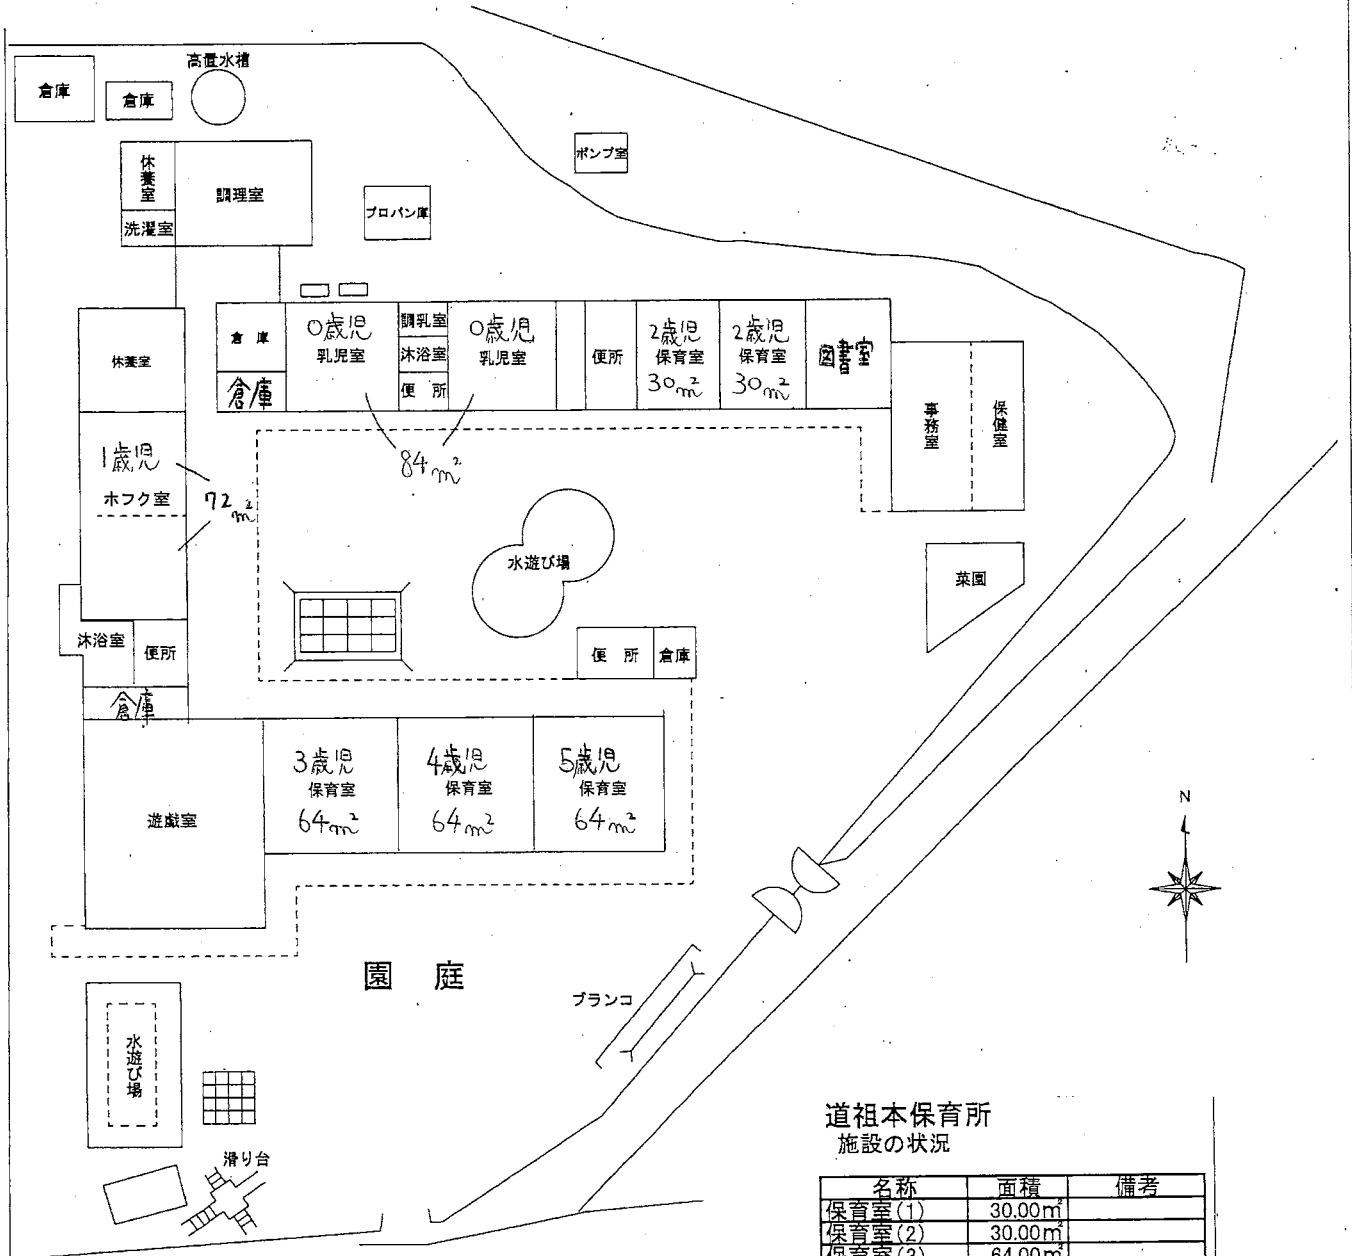 高置水槽
倉庫
倉庫
休養室
調理室
洗濯室
プロパン庫
ポンプ室
休養室
倉庫
倉庫
0歳児
乳児室
調乳室
沐浴室
便所
0歳児
乳児室
84m²
便所
2歳児
保育室
30m²
2歳児
保育室
30m²
図書室
事務室
保健室
1歳児
ホフク室
72m²
水遊び場
菜園
沐浴室
便所
倉庫
便所
倉庫
遊戯室
3歳児
保育室
64m²
4歳児
保育室
64m²
5歳児
保育室
64m²
N
園庭
ブランコ
水遊び場
滑り台
道祖本保育所
施設の状況
名称 面積 備考
保育室(1) 30.00㎡
保育室(2) 30.00㎡
保育室(3) 64.00㎡